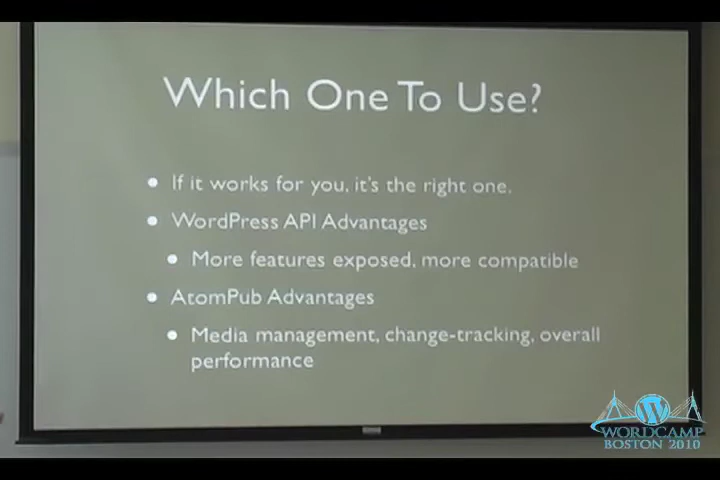 Which One To Use?
If it works for you, it's the right one.
WordPress API Advantages
More features exposed, more compatible
AtomPub Advantages
Media management, change-tracking, overall
performance
WORDCAMP
BOSTON 2010